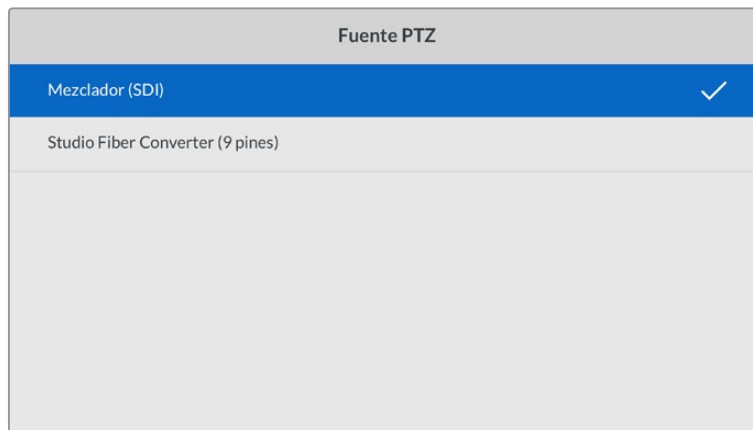 Fuente PTZ
Mezclador (SDI)
Studio Fiber Converter (9 pines)